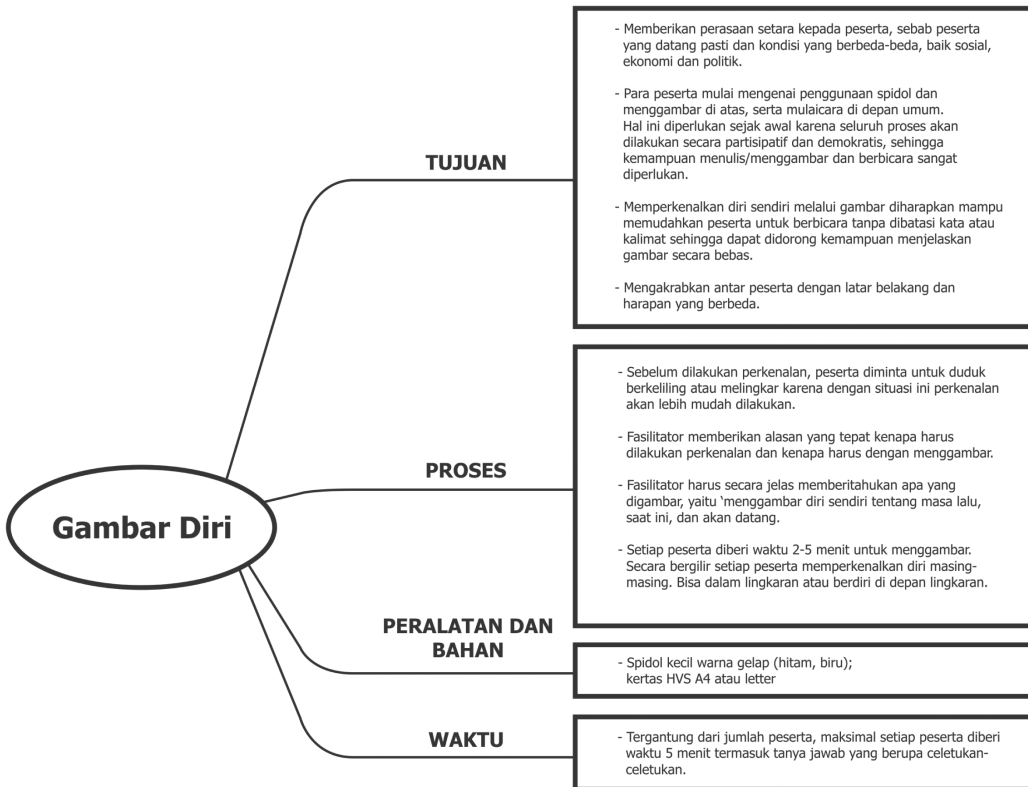 Gambar Diri
TUJUAN
- Memberikan perasaan setara kepada peserta, sebab peserta
yang datang pasti dan kondisi yang berbeda-beda, baik sosial,
ekonomi dan politik.
- Para peserta mulai mengenai penggunaan spidol dan
menggambar di atas, serta mulaicara di depan umum.
Hal ini diperlukan sejak awal karena seluruh proses akan
dilakukan secara partisipatif dan demokratis, sehingga
kemampuan menulis/menggambar dan berbicara sangat
diperlukan.
- Memperkenalkan diri sendiri melalui gambar diharapkan mampu
memudahkan peserta untuk berbicara tanpa dibatasi kata atau
kalimat sehingga dapat didorong kemampuan menjelaskan
gambar secara bebas.
- Mengakrabkan antar peserta dengan latar belakang dan
harapan yang berbeda.
PROSES
- Sebelum dilakukan perkenalan, peserta diminta untuk duduk
berkeliling atau melingkar karena dengan situasi ini perkenalan
akan lebih mudah dilakukan.
- Fasilitator memberikan alasan yang tepat kenapa harus
dilakukan perkenalan dan kenapa harus dengan menggambar.
- Fasilitator harus secara jelas memberitahukan apa yang
digambar, yaitu ‘menggambar diri sendiri tentang masa lalu,
saat ini, dan akan datang.
- Setiap peserta diberi waktu 2-5 menit untuk menggambar.
Secara bergilir setiap peserta memperkenalkan diri masing-
masing. Bisa dalam lingkaran atau berdiri di depan lingkaran.
PERALATAN DAN
BAHAN
- Spidol kecil warna gelap (hitam, biru);
kertas HVS A4 atau letter
WAKTU
- Tergantung dari jumlah peserta, maksimal setiap peserta diberi
waktu 5 menit termasuk tanya jawab yang berupa celetukan-
celetukan.